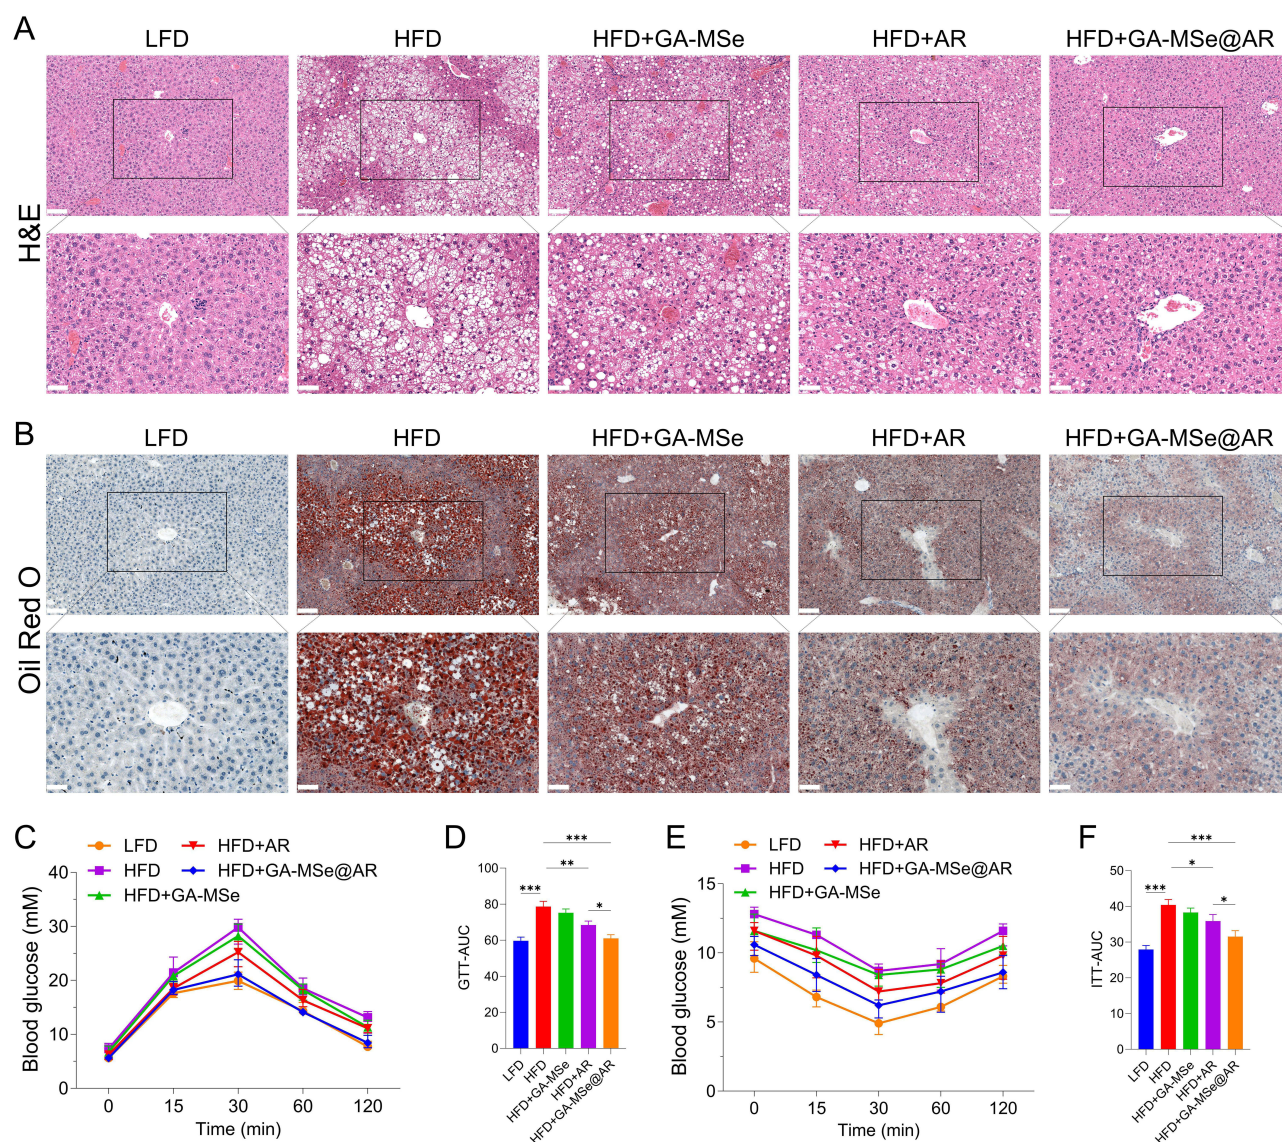 A
LFD HFD HFD+GA-MSe HFD+AR HFD+GA-MSe@AR
H&E
B
LFD HFD HFD+GA-MSe HFD+AR HFD+GA-MSe@AR
Oil Red O
C
LFD HFD+AR
HFD HFD+GA-MSe@AR
HFD+GA-MSe
Blood glucose (mM)
40
30
20
10
0
0 15 30 60 120
Time (min)
D
***
**
***
*
GTT-AUC
100
80
60
40
20
0
LFD
HFD
HFD+GA-MSe
HFD+AR
HFD+GA-MSe@AR
E
LFD HFD+AR
HFD HFD+GA-MSe@AR
HFD+GA-MSe
Blood glucose (mM)
15
10
5
0
0 15 30 60 120
Time (min)
F
***
*
***
*
ITT-AUC
50
40
30
20
10
0
LFD
HFD
HFD+GA-MSe
HFD+AR
HFD+GA-MSe@AR